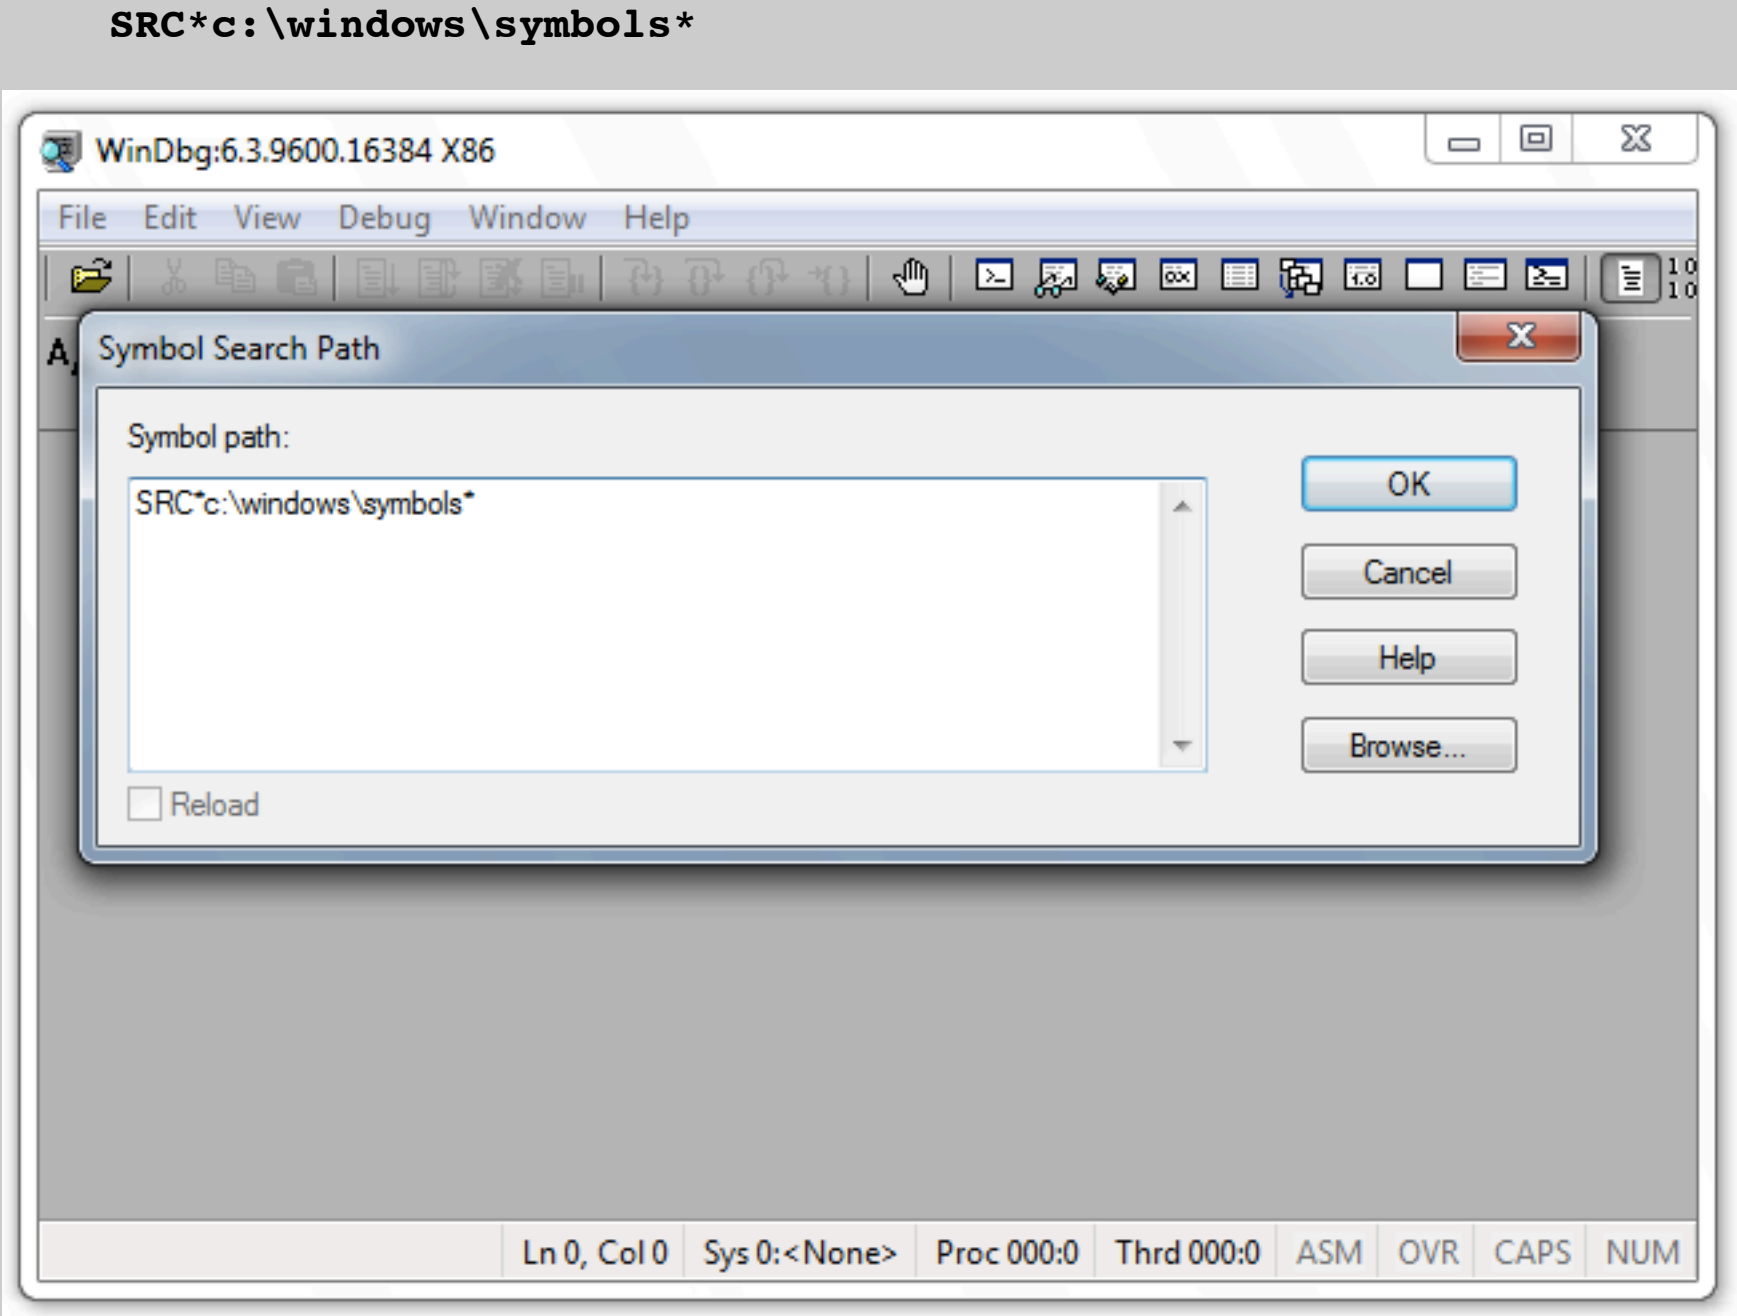 SRC*c:\windows\symbols*
WinDbg:6.3.9600.16384 X86
File Edit View Debug Window Help
Symbol Search Path
Symbol path:
SRC*c:\windows\symbols*
OK
Cancel
Help
Browse...
Reload
Ln 0, Col 0 Sys 0:<None> Proc 000:0 Thrd 000:0 ASM OVR CAPS NUM